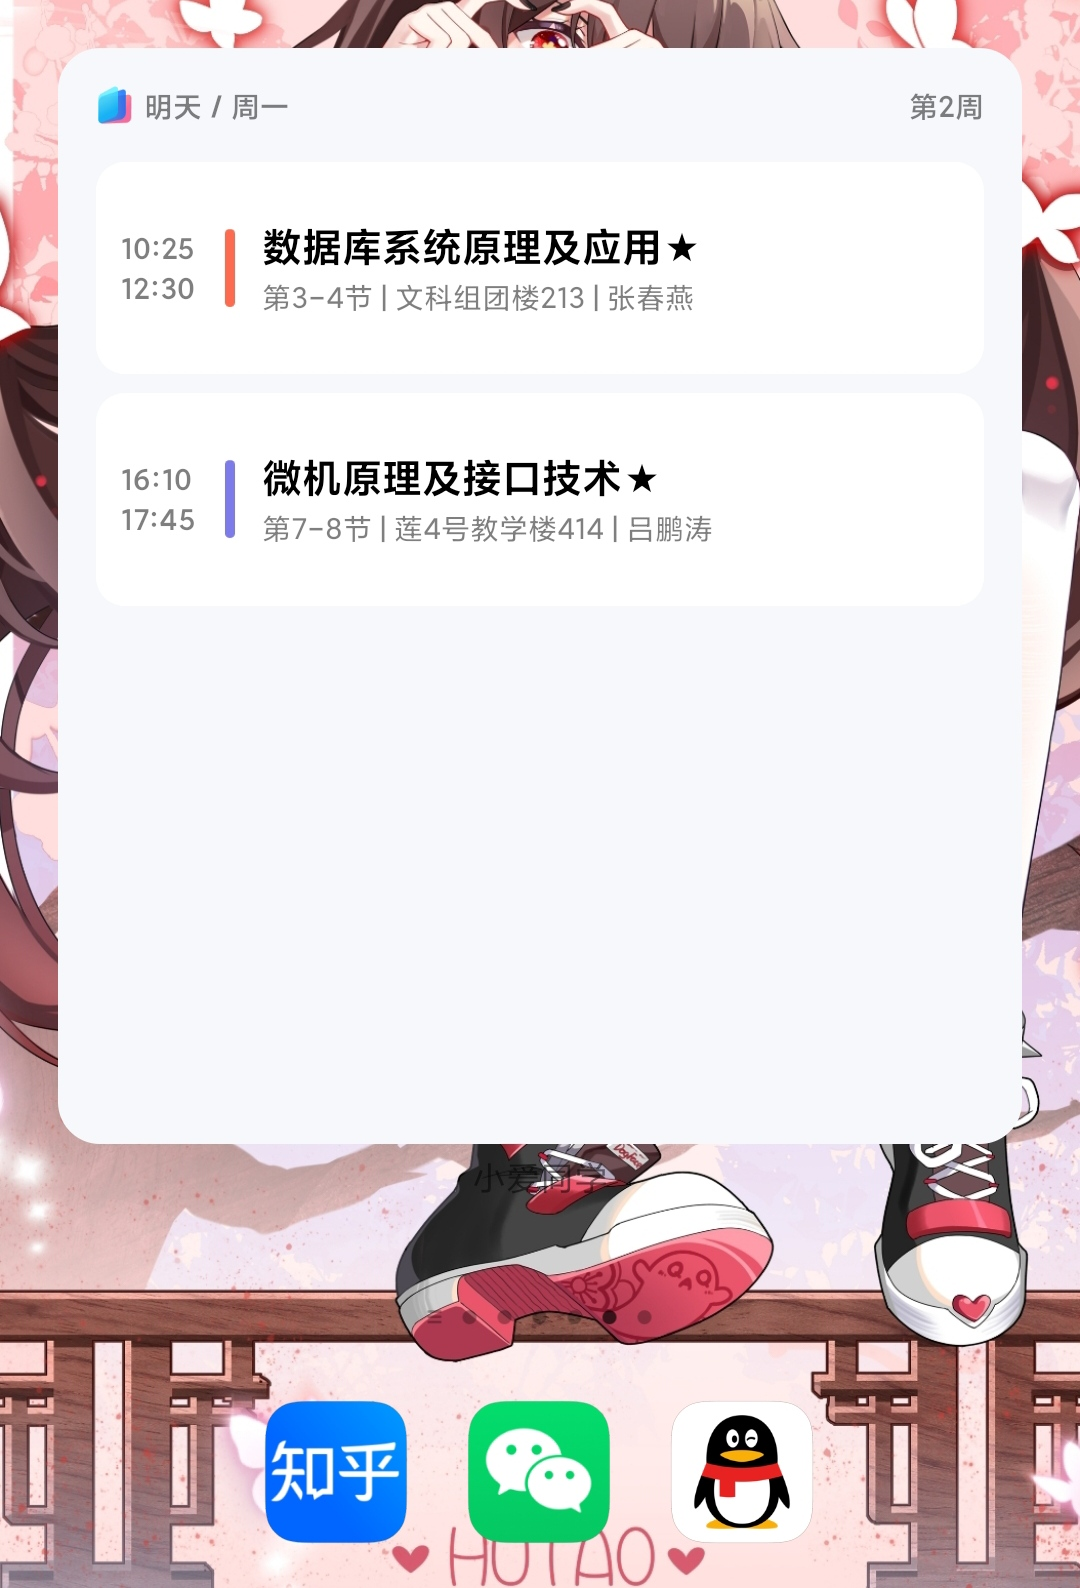 明天 / 周一
第2周
10:25
12:30
数据库系统原理及应用★
第3-4节 | 文科组团楼213 | 张春燕
16:10
17:45
微机原理及接口技术★
第7-8节 | 莲4号教学楼414 | 吕鹏涛
小爱同学
知乎
HUTAO